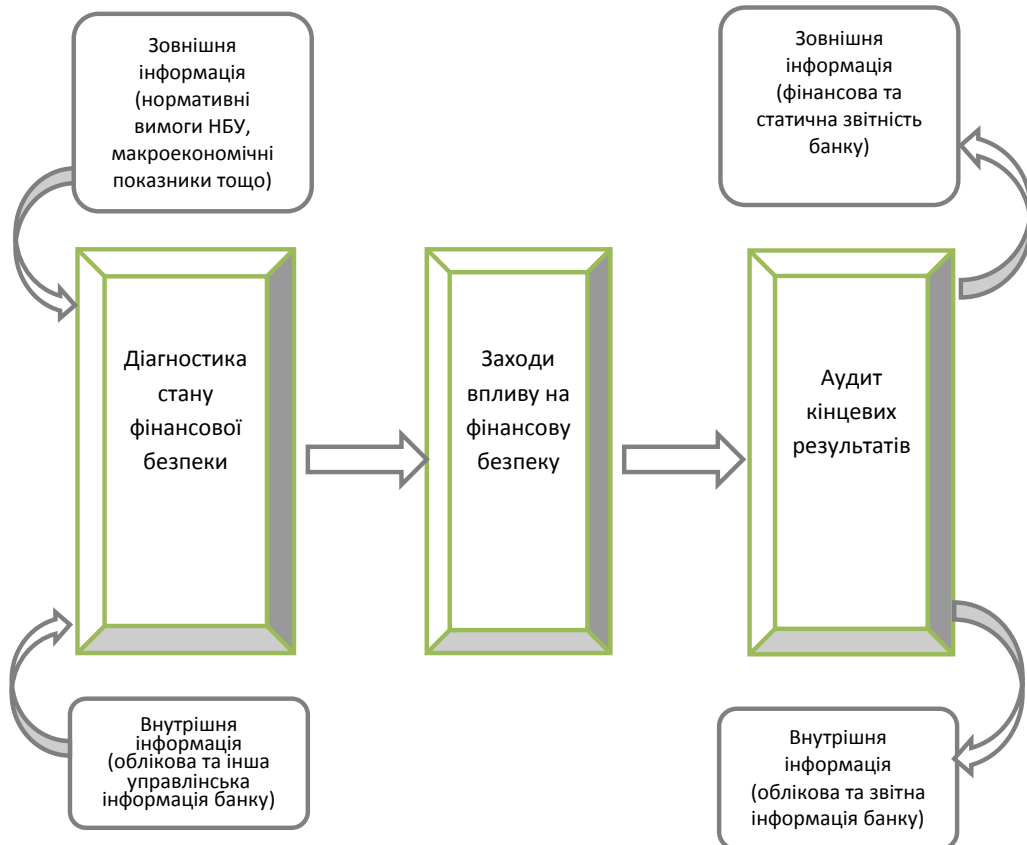 Зовнішня
інформація
(нормативні
вимоги НБУ,
макроекономічні
показники тощо)
Зовнішня
інформація
(фінансова та
статична звітність
банку)
Діагностика
стану
фінансової
безпеки
Заходи
впливу на
фінансову
безпеку
Аудит
кінцевих
результатів
Внутрішня
інформація
(облікова та інша
управлінська
інформація банку)
Внутрішня
інформація
(облікова та звітна
інформація банку)